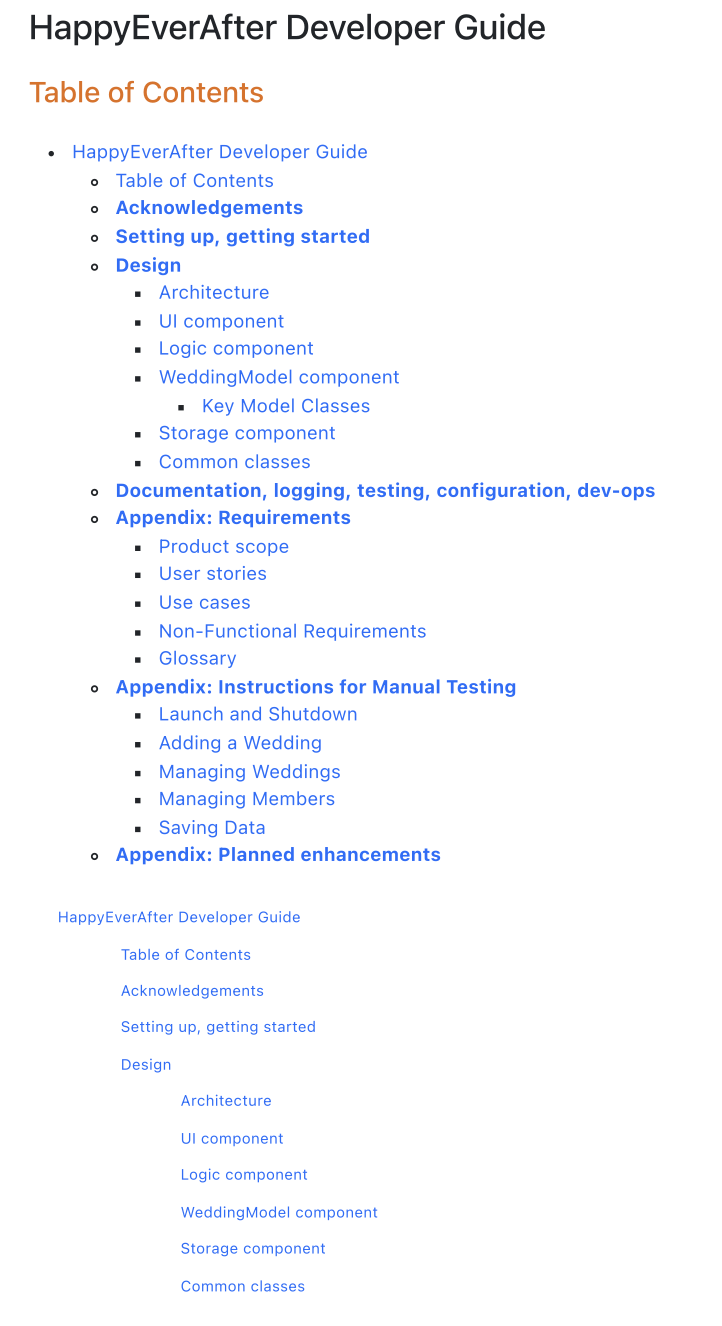 HappyEverAfter Developer Guide
Table of Contents
HappyEverAfter Developer Guide
Table of Contents
Acknowledgements
Setting up, getting started
Design
Architecture
UI component
Logic component
WeddingModel component
Key Model Classes
Storage component
Common classes
Documentation, logging, testing, configuration, dev-ops
Appendix: Requirements
Product scope
User stories
Use cases
Non-Functional Requirements
Glossary
Appendix: Instructions for Manual Testing
Launch and Shutdown
Adding a Wedding
Managing Weddings
Managing Members
Saving Data
Appendix: Planned enhancements
HappyEverAfter Developer Guide
Table of Contents
Acknowledgements
Setting up, getting started
Design
Architecture
UI component
Logic component
WeddingModel component
Storage component
Common classes